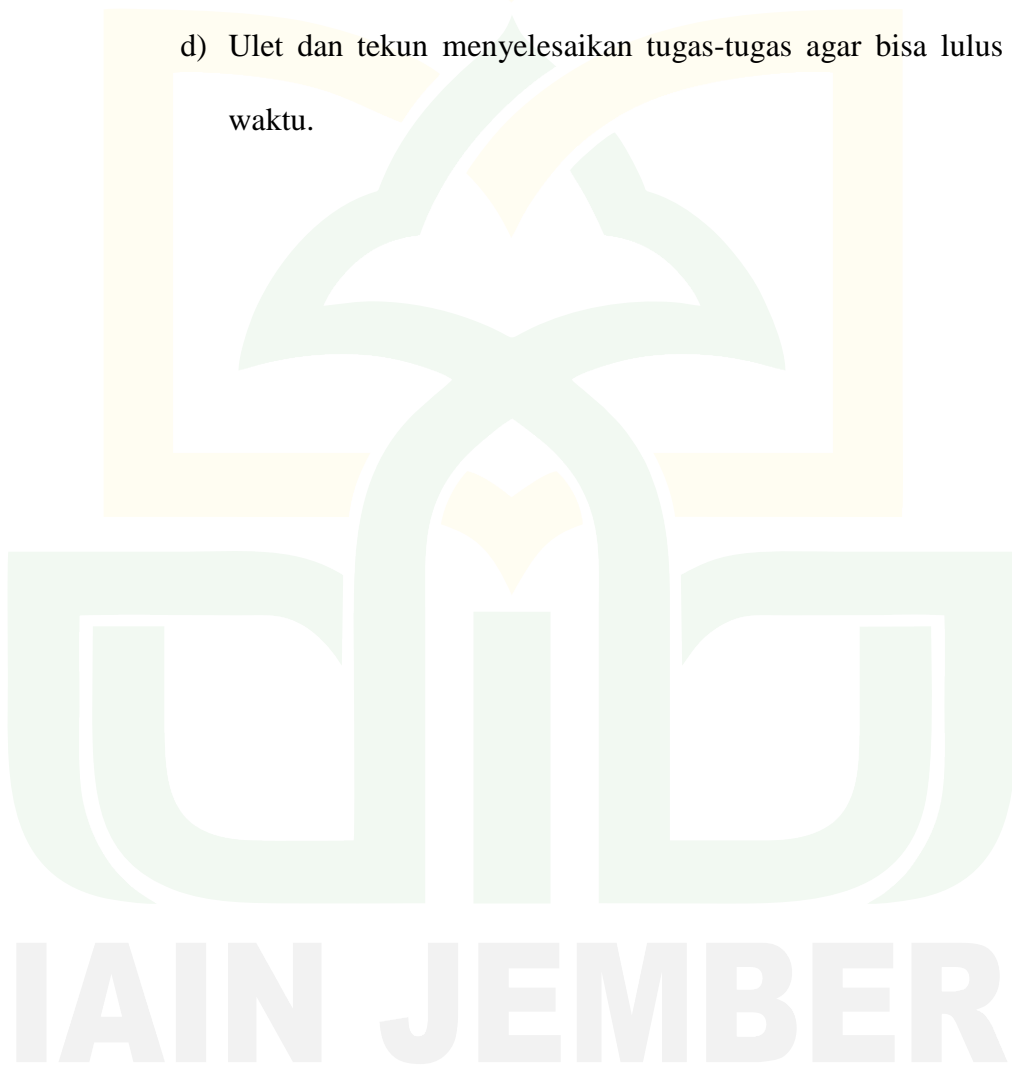 d) Ulet dan tekun menyelesaikan tugas-tugas agar bisa lulus
waktu.
IAIN JEMBER